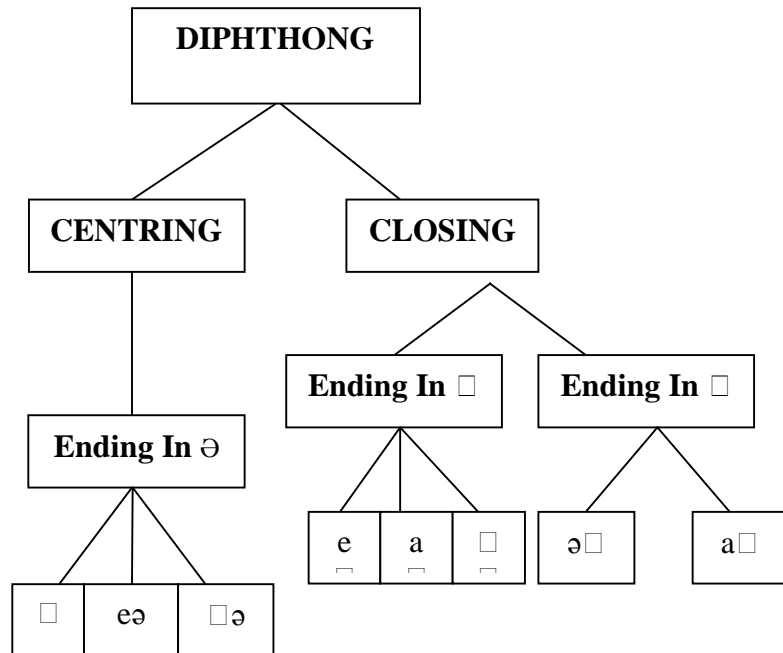 DIPHTHONG
CENTRING
CLOSING
Ending In □
Ending In □
Ending In Ə
e
□
a
□
□
□
ə□
a□
□
eə
□ə